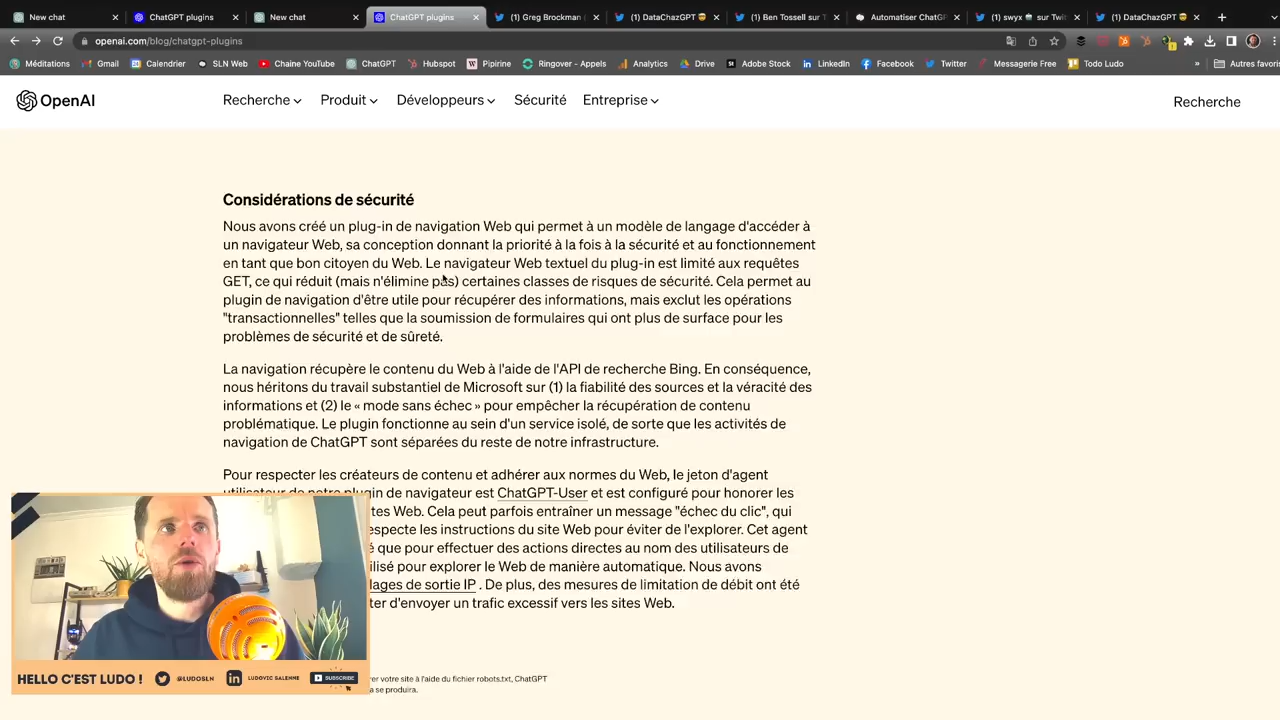 New chat
ChatGPT plugins
New chat
ChatGPT plugins
(1) Greg Brockman
(1) DataChazGPT
(1) Ben Tossell sur T
Automatiser ChatG
(1) swyx sur Twi
(1) DataChazGPT
openai.com/blog/chatgpt-plugins
Méditations
Gmail
Calendrier
SLN Web
Chaine YouTube
ChatGPT
Hubspot
Pipirine
Ringover - Appels
Analytics
Drive
Adobe Stock
LinkedIn
Facebook
Twitter
Messagerie Free
Todo Ludo
»
Autres favoris
OpenAI
Recherche
Produit
Développeurs
Sécurité
Entreprise
Recherche
Considérations de sécurité
Nous avons créé un plug-in de navigation Web qui permet à un modèle de langage d'accéder à
un navigateur Web, sa conception donnant la priorité à la fois à la sécurité et au fonctionnement
en tant que bon citoyen du Web. Le navigateur Web textuel du plug-in est limité aux requêtes
GET, ce qui réduit (mais n'élimine pas) certaines classes de risques de sécurité. Cela permet au
plugin de navigation d'être utile pour récupérer des informations, mais exclut les opérations
"transactionnelles" telles que la soumission de formulaires qui ont plus de surface pour les
problèmes de sécurité et de sûreté.
La navigation récupère le contenu du Web à l'aide de l'API de recherche Bing. En conséquence,
nous héritons du travail substantiel de Microsoft sur (1) la fiabilité des sources et la véracité des
informations et (2) le « mode sans échec » pour empêcher la récupération de contenu
problématique. Le plugin fonctionne au sein d'un service isolé, de sorte que les activités de
navigation de ChatGPT sont séparées du reste de notre infrastructure.
Pour respecter les créateurs de contenu et adhérer aux normes du Web, le jeton d'agent
utilisateur de notre plugin de navigateur est ChatGPT-User et est configuré pour honorer les
tes Web. Cela peut parfois entraîner un message "échec du clic", qui
especte les instructions du site Web pour éviter de l'explorer. Cet agent
é que pour effectuer des actions directes au nom des utilisateurs de
ilisé pour explorer le Web de manière automatique. Nous avons
lages de sortie IP . De plus, des mesures de limitation de débit ont été
ter d'envoyer un trafic excessif vers les sites Web.
rer votre site à l'aide du fichier robots.txt, ChatGPT
a se produira.
HELLO C'EST LUDO !
@LUDOSLN
LUDOVIC SALENNE
SUBSCRIBE